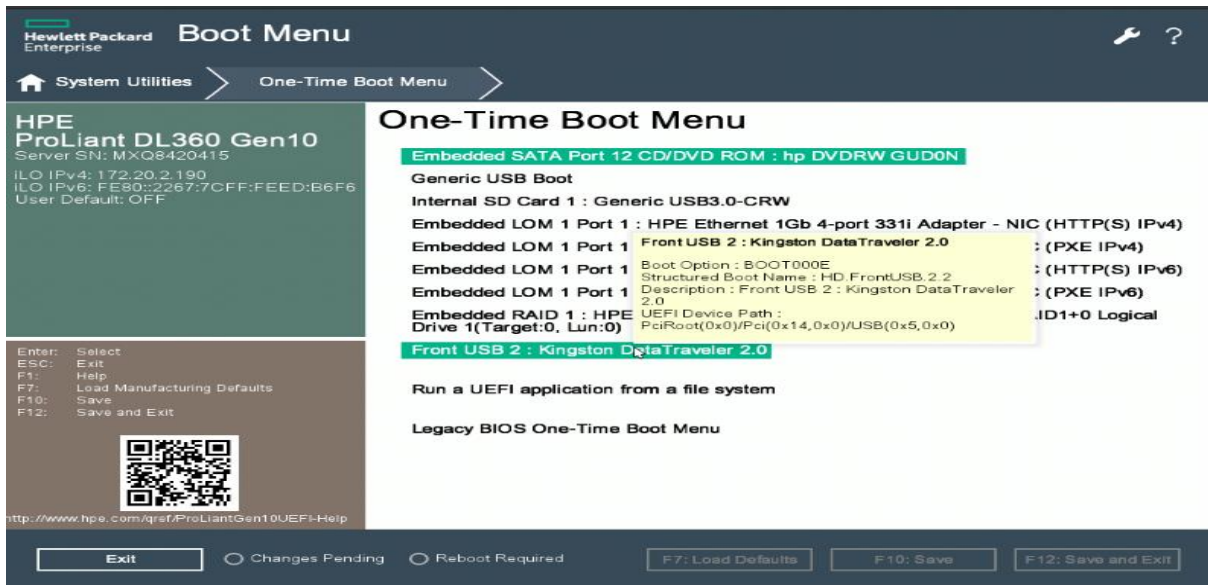 Hewlett Packard
Enterprise
Boot Menu
?
System Utilities
One-Time Boot Menu
HPE
ProLiant DL360 Gen10
Server SN: MXQ8420415
iLO IPv4: 172.20.2.190
iLO IPv6: FE80::2267:7CFF:FEED:B6F6
User Default: OFF
Enter: Select
ESC: Exit
F1: Help
F7: Load Manufacturing Defaults
F10: Save
F12: Save and Exit
http://www.hpe.com/qref/ProLiantGen10UEFI-Help
One-Time Boot Menu
Embedded SATA Port 12 CD/DVD ROM : hp DVDRW GUD0N
Generic USB Boot
Internal SD Card 1 : Generic USB3.0-CRW
Embedded LOM 1 Port 1 : HPE Ethernet 1Gb 4-port 331i Adapter - NIC (HTTP(S) IPv4)
Embedded LOM 1 Port 1 : (PXE IPv4)
Embedded LOM 1 Port 1 : (HTTP(S) IPv6)
Embedded LOM 1 Port 1 : (PXE IPv6)
Embedded RAID 1 : HPE ID1+0 Logical
Drive 1(Target:0, Lun:0)
Front USB 2 : Kingston DataTraveler 2.0
Run a UEFI application from a file system
Legacy BIOS One-Time Boot Menu
Front USB 2 : Kingston DataTraveler 2.0
Boot Option : BOOT000E
Structured Boot Name : HD.FrontUSB.2.2
Description : Front USB 2 : Kingston DataTraveler
2.0
UEFI Device Path :
PciRoot(0x0)/Pci(0x14,0x0)/USB(0x5,0x0)
Exit
Changes Pending
Reboot Required
F7: Load Defaults
F10: Save
F12: Save and Exit